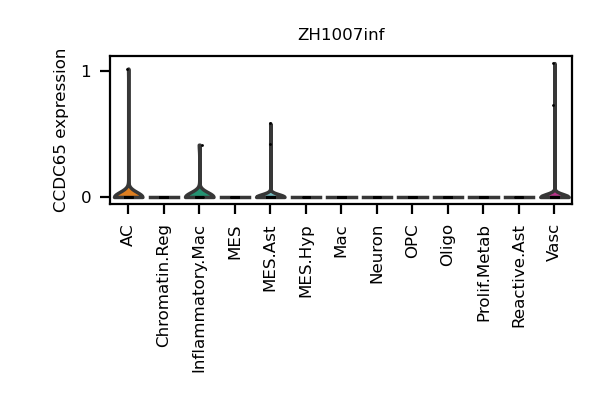 ZH1007inf
CCDC65 expression
1
0
AC
Chromatin.Reg
Inflammatory.Mac
MES
MES.Ast
MES.Hyp
Mac
Neuron
OPC
Oligo
Prolif.Metab
Reactive.Ast
Vasc